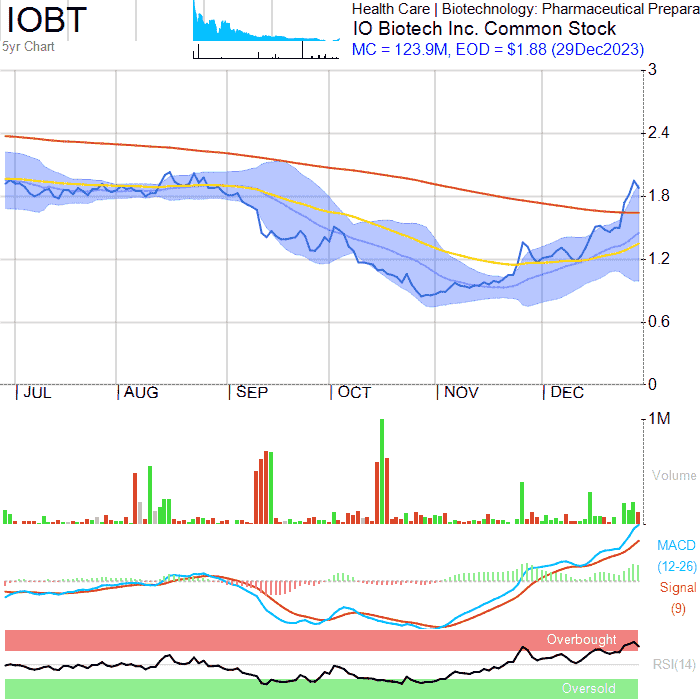 IOBT
5yr Chart
Health Care | Biotechnology: Pharmaceutical Prepara
IO Biotech Inc. Common Stock
MC = 123.9M, EOD = $1.88 (29Dec2023)
3
2.4
1.8
1.2
0.6
0
JUL AUG SEP OCT NOV DEC
1M
Volume
MACD
(12-26)
Signal
(9)
Overbought
RSI(14)
Oversold